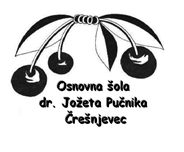 Osnovna šola
dr. Jožeta Pučnika
Črešnjevec